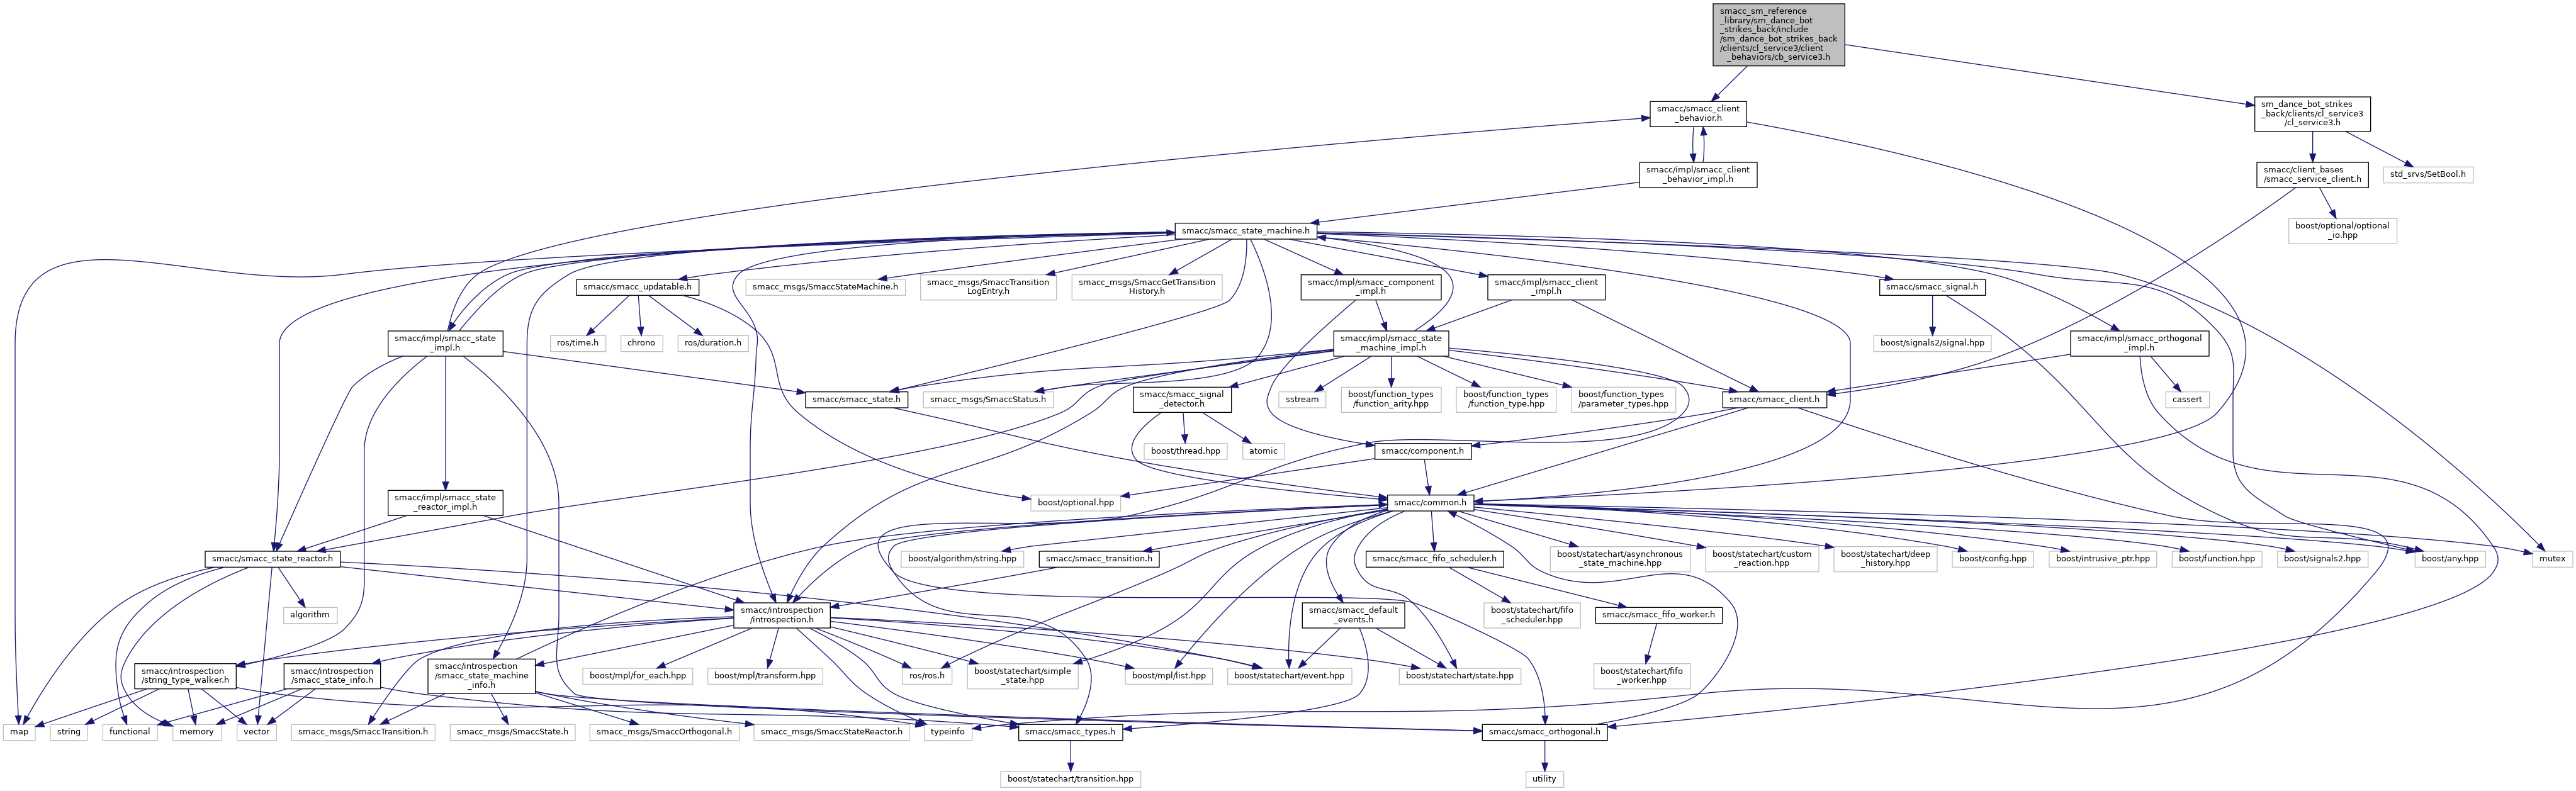 smacc_sm_reference
_library/sm_dance_bot
_strikes_back/include
/sm_dance_bot_strikes_back
/clients/cl_service3/client
_behaviors/cb_service3.h
smacc/smacc_client
_behavior.h
sm_dance_bot_strikes
_back/clients/cl_service3
/cl_service3.h
smacc/impl/smacc_client
_behavior_impl.h
smacc/client_bases
/smacc_service_client.h
std_srvs/SetBool.h
smacc/smacc_state_machine.h
boost/optional/optional
_io.hpp
smacc/smacc_updatable.h
smacc_msgs/SmaccStateMachine.h
smacc_msgs/SmaccTransition
LogEntry.h
smacc_msgs/SmaccGetTransition
History.h
smacc/impl/smacc_component
_impl.h
smacc/impl/smacc_client
_impl.h
smacc/smacc_signal.h
smacc/impl/smacc_state
_impl.h
ros/time.h
chrono
ros/duration.h
smacc/impl/smacc_state
_machine_impl.h
boost/signals2/signal.hpp
smacc/impl/smacc_orthogonal
_impl.h
smacc/smacc_state.h
smacc_msgs/SmaccStatus.h
smacc/smacc_signal
_detector.h
sstream
boost/function_types
/function_arity.hpp
boost/function_types
/function_type.hpp
boost/function_types
/parameter_types.hpp
smacc/smacc_client.h
cassert
boost/thread.hpp
atomic
smacc/component.h
smacc/impl/smacc_state
_reactor_impl.h
boost/optional.hpp
smacc/common.h
smacc/smacc_state_reactor.h
boost/algorithm/string.hpp
smacc/smacc_transition.h
smacc/smacc_fifo_scheduler.h
boost/statechart/asynchronous
_state_machine.hpp
boost/statechart/custom
_reaction.hpp
boost/statechart/deep
_history.hpp
boost/config.hpp
boost/intrusive_ptr.hpp
boost/function.hpp
boost/signals2.hpp
boost/any.hpp
mutex
algorithm
smacc/introspection
/introspection.h
smacc/smacc_default
_events.h
boost/statechart/fifo
_scheduler.hpp
smacc/smacc_fifo_worker.h
smacc/introspection
/string_type_walker.h
smacc/introspection
/smacc_state_info.h
smacc/introspection
/smacc_state_machine
_info.h
boost/mpl/for_each.hpp
boost/mpl/transform.hpp
ros/ros.h
boost/statechart/simple
_state.hpp
boost/mpl/list.hpp
boost/statechart/event.hpp
boost/statechart/state.hpp
boost/statechart/fifo
_worker.hpp
map
string
functional
memory
vector
smacc_msgs/SmaccTransition.h
smacc_msgs/SmaccState.h
smacc_msgs/SmaccOrthogonal.h
smacc_msgs/SmaccStateReactor.h
typeinfo
smacc/smacc_types.h
smacc/smacc_orthogonal.h
boost/statechart/transition.hpp
utility